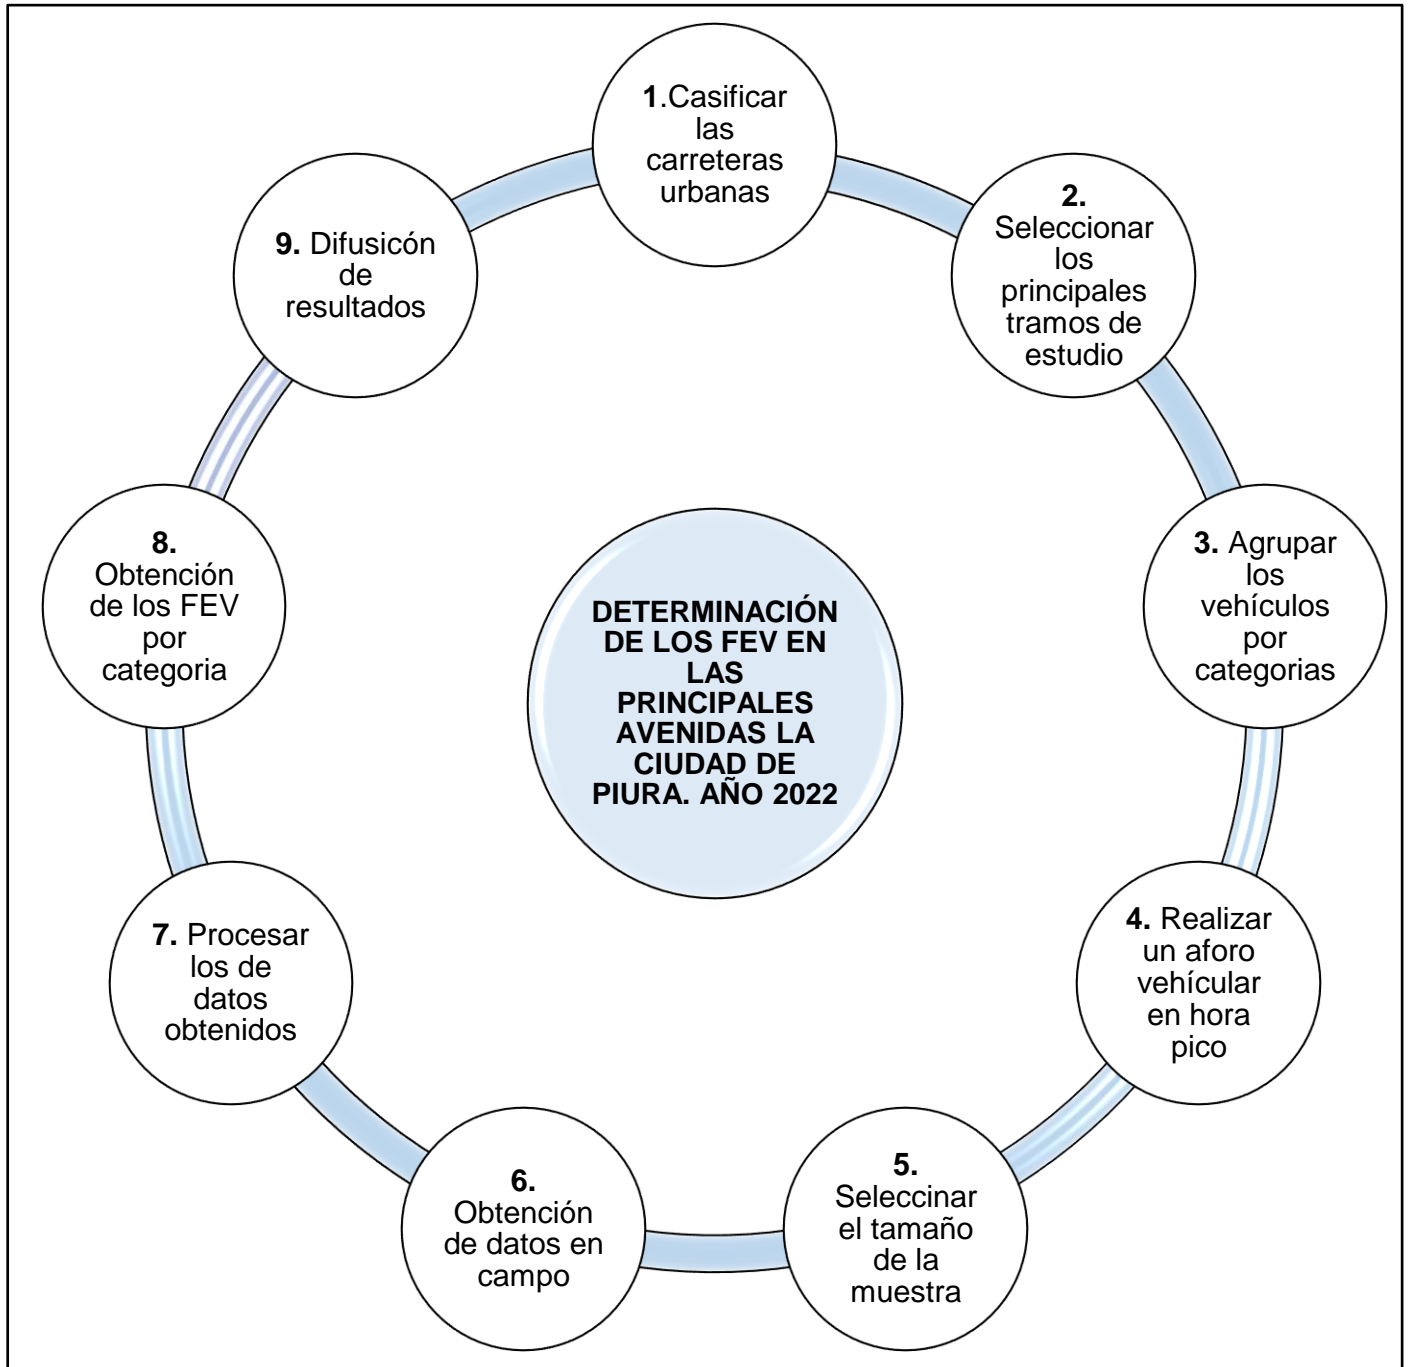 1.Casificar
las
carreteras
urbanas
2.
Seleccionar
los
principales
tramos de
estudio
3. Agrupar
los
vehículos
por
categorias
4. Realizar
un aforo
vehícular
en hora
pico
5.
Seleccinar
el tamaño
de la
muestra
6.
Obtención
de datos en
campo
7. Procesar
los de
datos
obtenidos
8.
Obtención
de los FEV
por
categoria
9. Difusicón
de
resultados
DETERMINACIÓN
DE LOS FEV EN
LAS
PRINCIPALES
AVENIDAS LA
CIUDAD DE
PIURA. AÑO 2022